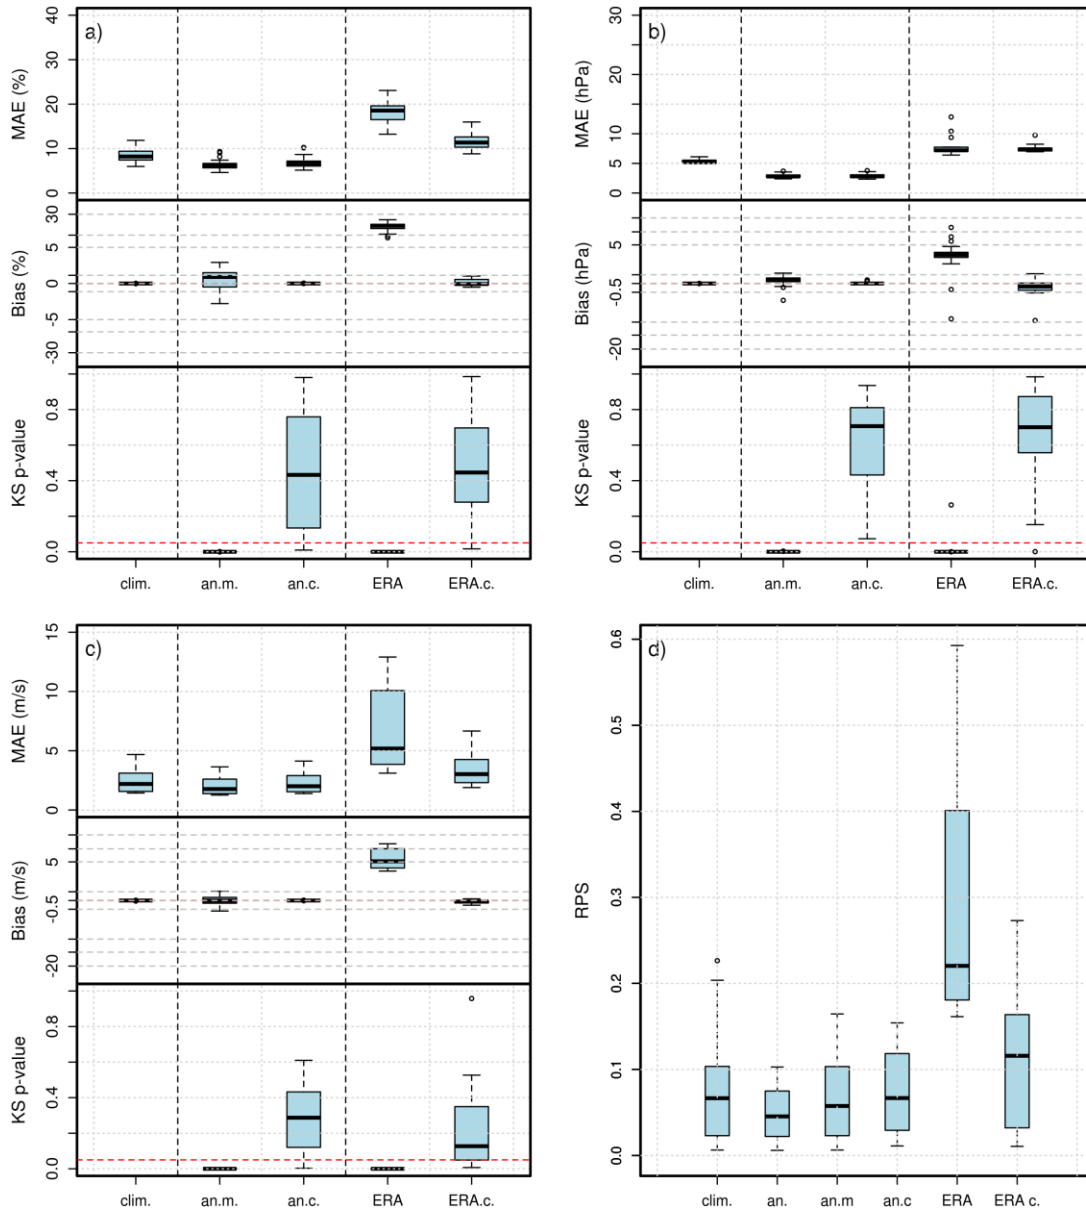 a)
MAE (%)
40
30
20
10
0
Bias (%)
30
5
0
-5
-30
KS p-value
0.8
0.4
0.0
clim. an.m. an.c. ERA ERA.c.
b)
MAE (hPa)
30
20
10
5
0
Bias (hPa)
5
-0.5
-20
KS p-value
0.8
0.4
0.0
clim. an.m. an.c. ERA ERA.c.
c)
MAE (m/s)
15
10
5
0
Bias (m/s)
5
-0.5
-20
KS p-value
0.8
0.4
0.0
clim. an.m. an.c. ERA ERA.c.
d)
RPS
0.6
0.5
0.4
0.3
0.2
0.1
0.0
clim. an. an.m an.c ERA ERA c.